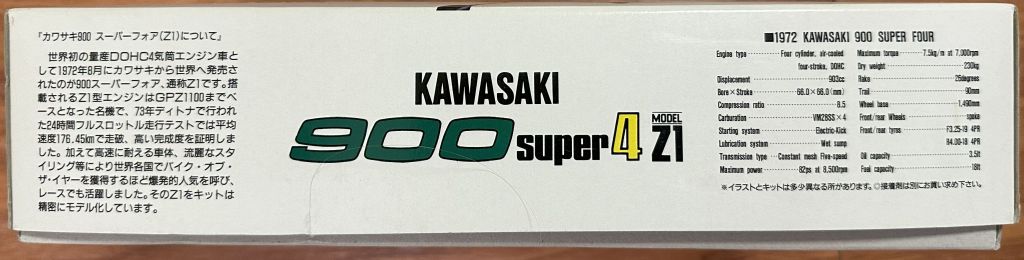 「カワサキ900 スーパーフォア(Z1)について」
世界初の量産DOHC4気筒エンジン車と
して1972年8月にカワサキから世界へ発売さ
れたのが900スーパーフォア、通称Z1です。搭
載されるZ1型エンジンはGPZ1100までベ
ースとなった名機で、73年デイトナで行われ
た24時間フルスロットル走行テストでは平均
速度176.45kmで走破、高い完成度を証明しま
した。加えて高速に耐える車体、流麗なスタ
イリング等により世界各国でバイク・オブ・
ザ・イヤーを獲得するほど爆発的人気を呼び、
レースでも活躍しました。そのZ1をキットは
精密にモデル化しています。
KAWASAKI
900 super 4 MODEL Z1
■1972 KAWASAKI 900 SUPER FOUR
Engine type Four cylinder, air-cooled
four-stroke, DOHC
Displacement 903cc
Bore×Stroke 66.0×66.0(mm)
Compression ratio 8.5
Carburation VM28SS×4
Starting system Electric-Kick
Lubrication system Wet sump
Transmission type Constant mesh Five-speed
Maximum power 82ps at 8,500rpm
Maximum torque 7.5kg/m at 7,000rpm
Dry weight 230kg
Rake 26degrees
Trail 90mm
Wheel base 1,490mm
Front/rear Wheels spoke
Front/rear tyres F3.25-19 4PR
R4.00-18 4PR
Oil capacity 3.5lt
Fuel capacity 18lt
※イラストとキットは多少異なる所があります。◎接着剤は別にお買い求め下さい。